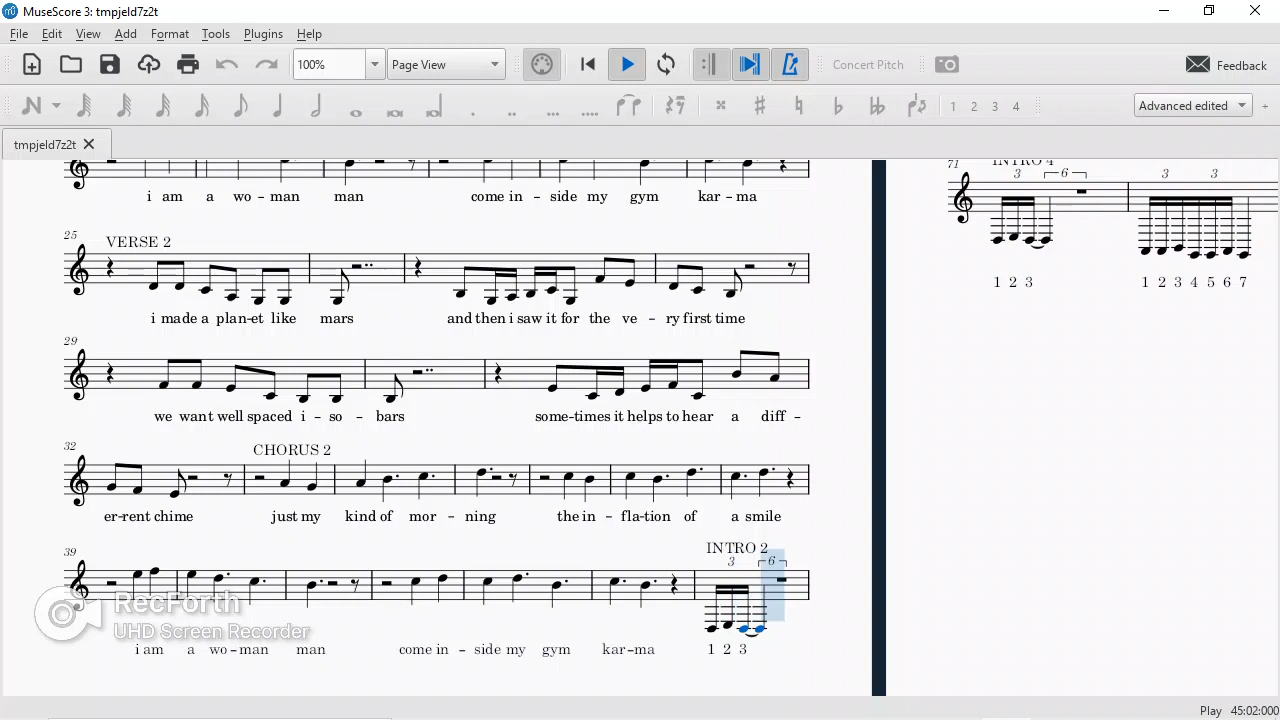 MuseScore 3: tmpjeld7z2t
File Edit View Add Format Tools Plugins Help
100% Page View Concert Pitch Feedback
1 2 3 4 Advanced edited +
tmpjeld7z2t
i am a wo – man man come in – side my gym kar – ma
25 VERSE 2
i made a plan-et like mars and then i saw it for the ve – ry first time
29
we want well spaced i – so – bars some-times it helps to hear a diff –
32 CHORUS 2
er-rent chime just my kind of mor – ning the in – fla-tion of a smile
39 INTRO 2
3 6
i am a wo – man man come in – side my gym kar – ma 1 2 3
RecForth
UHD Screen Recorder
71 INTRO 4
3 6 3 3
1 2 3 1 2 3 4 5 6 7
Play 45:02:000